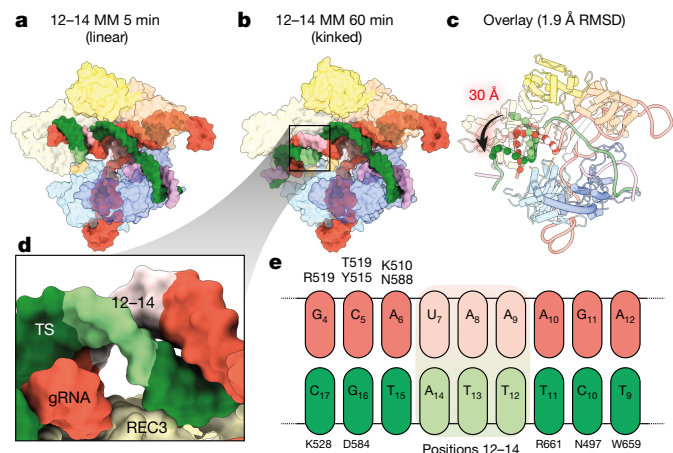 a
12–14 MM 5 min
(linear)
b
12–14 MM 60 min
(kinked)
c
Overlay (1.9 Å RMSD)
30 Å
d
12–14
TS
gRNA
REC3
e
T519 K510
R519 Y515 N588
G4 C5 A6 U7 A8 A9 A10 G11 A12
C17 G16 T15 A14 T13 T12 T11 C10 T9
K528 D584 Positions 12–14 R661 N497 W659